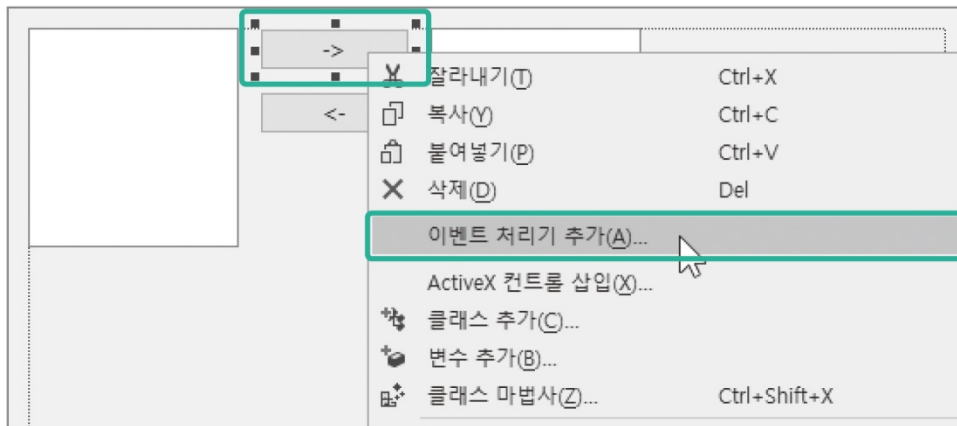 ->
<-
잘라내기(T) Ctrl+X
복사(Y) Ctrl+C
붙여넣기(P) Ctrl+V
삭제(D) Del
이벤트 처리기 추가(A)...
ActiveX 컨트롤 삽입(X)...
클래스 추가(C)...
변수 추가(B)...
클래스 마법사(Z)... Ctrl+Shift+X